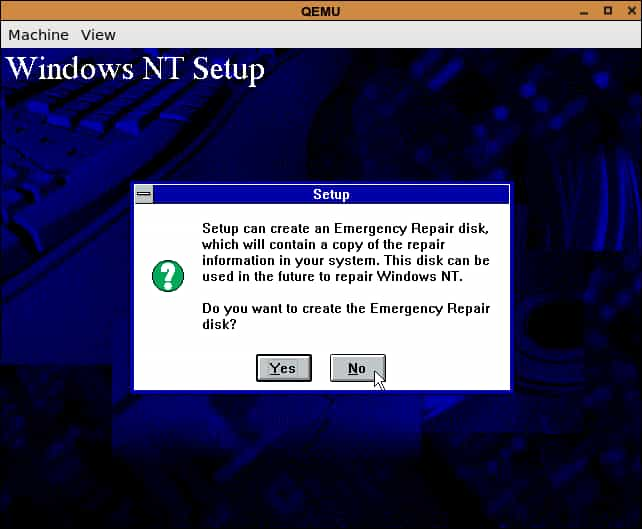 QEMU
Machine View
Windows NT Setup
Setup
Setup can create an Emergency Repair disk,
which will contain a copy of the repair
information in your system. This disk can be
used in the future to repair Windows NT.
Do you want to create the Emergency Repair
disk?
Yes No